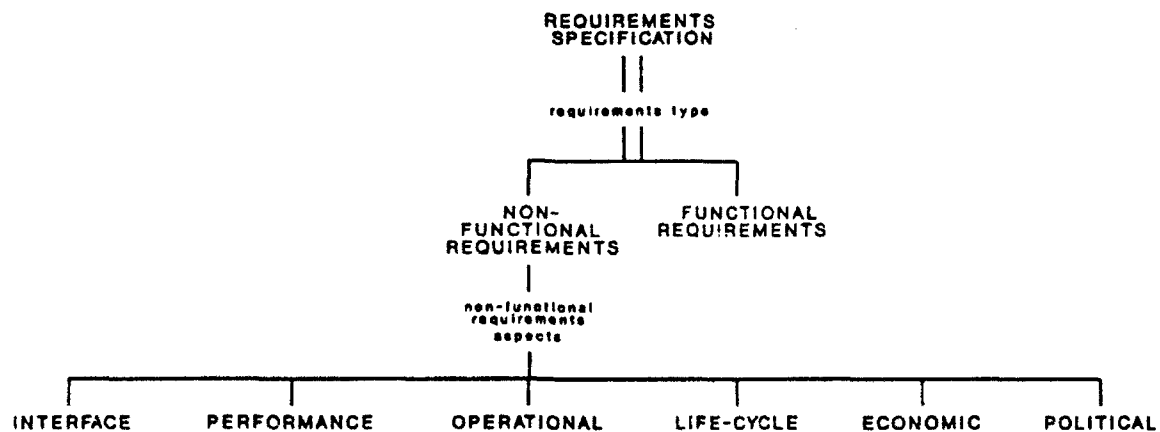 REQUIREMENTS
SPECIFICATION
requirements type
NON-
FUNCTIONAL
REQUIREMENTS
FUNCTIONAL
REQUIREMENTS
non-functional
requirements
aspects
INTERFACE
PERFORMANCE
OPERATIONAL
LIFE-CYCLE
ECONOMIC
POLITICAL